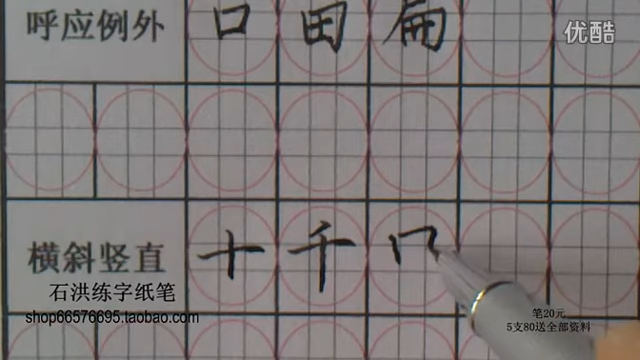 呼应例外 口 田 扁
优酷
横斜竖直 十 千
石洪练字纸笔
shop66576695.taobao.com
笔20元
5支80送全部资料